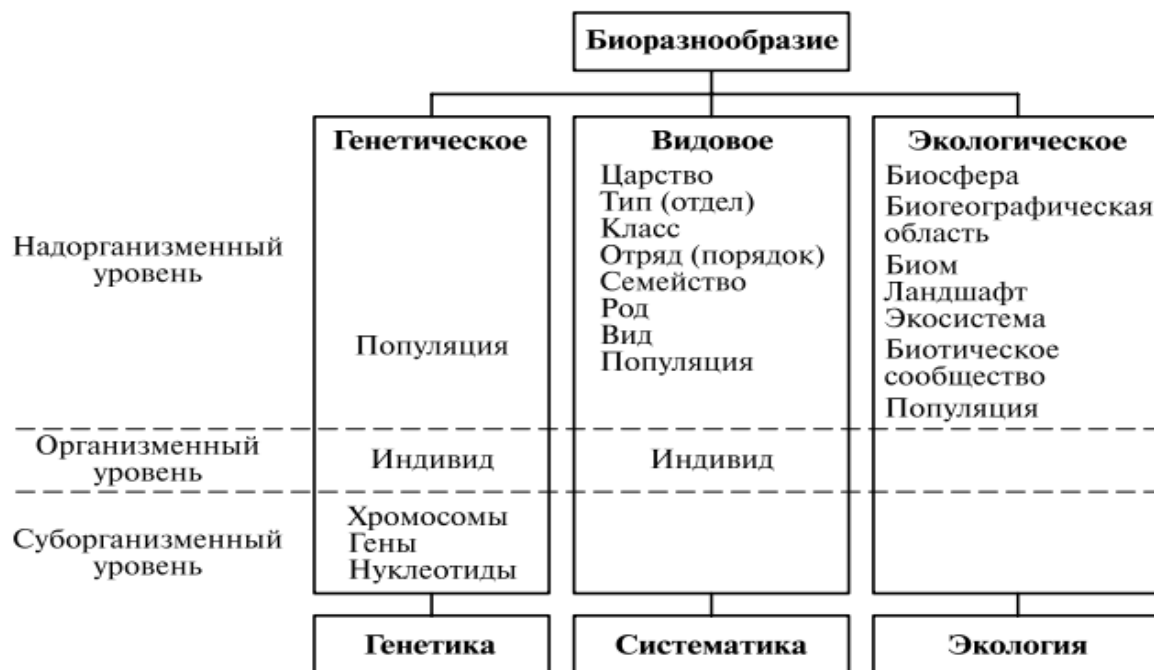 Биоразнообразие
Генетическое
Видовое
Экологическое
Надорганизменный
уровень
Популяция
Царство
Тип (отдел)
Класс
Отряд (порядок)
Семейство
Род
Вид
Популяция
Биосфера
Биогеографическая
область
Биом
Ландшафт
Экосистема
Биотическое
сообщество
Популяция
Организменный
уровень
Индивид
Индивид
Суборганизменный
уровень
Хромосомы
Гены
Нуклеотиды
Генетика
Систематика
Экология